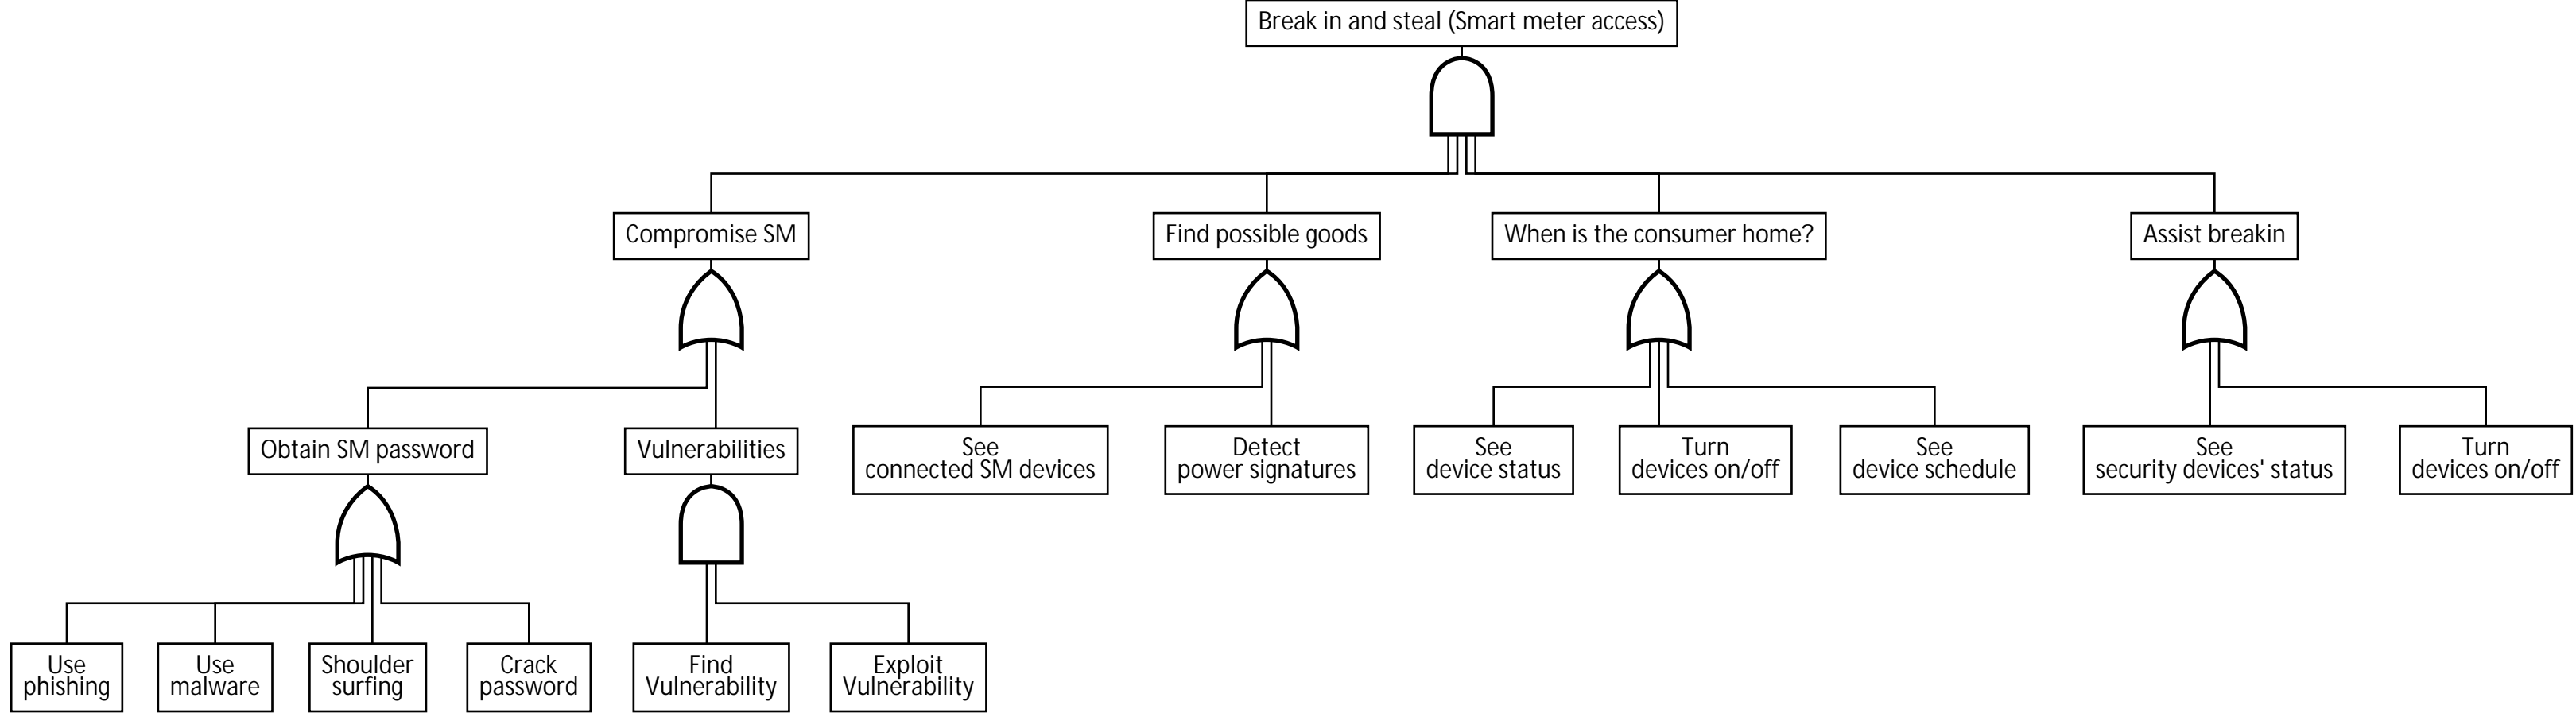 Break in and steal (Smart meter access)
Compromise SM
Find possible goods
When is the consumer home?
Assist breakin
Obtain SM password
Vulnerabilities
See
connected SM devices
Detect
power signatures
See
device status
Turn
devices on/off
See
device schedule
See
security devices' status
Turn
devices on/off
Use
phishing
Use
malware
Shoulder
surfing
Crack
password
Find
Vulnerability
Exploit
Vulnerability